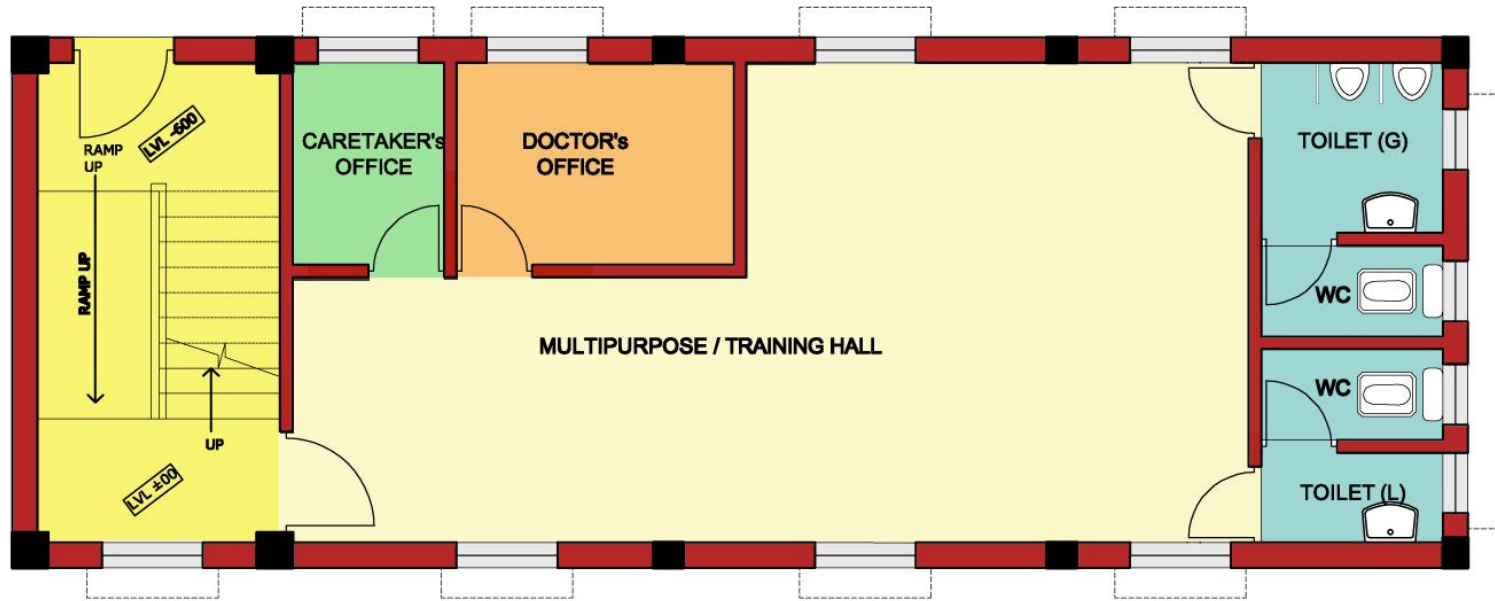 LVL -600
RAMP
UP
RAMP UP
UP
LVL ±00
CARETAKER's
OFFICE
DOCTOR's
OFFICE
MULTIPURPOSE / TRAINING HALL
TOILET (G)
WC
WC
TOILET (L)